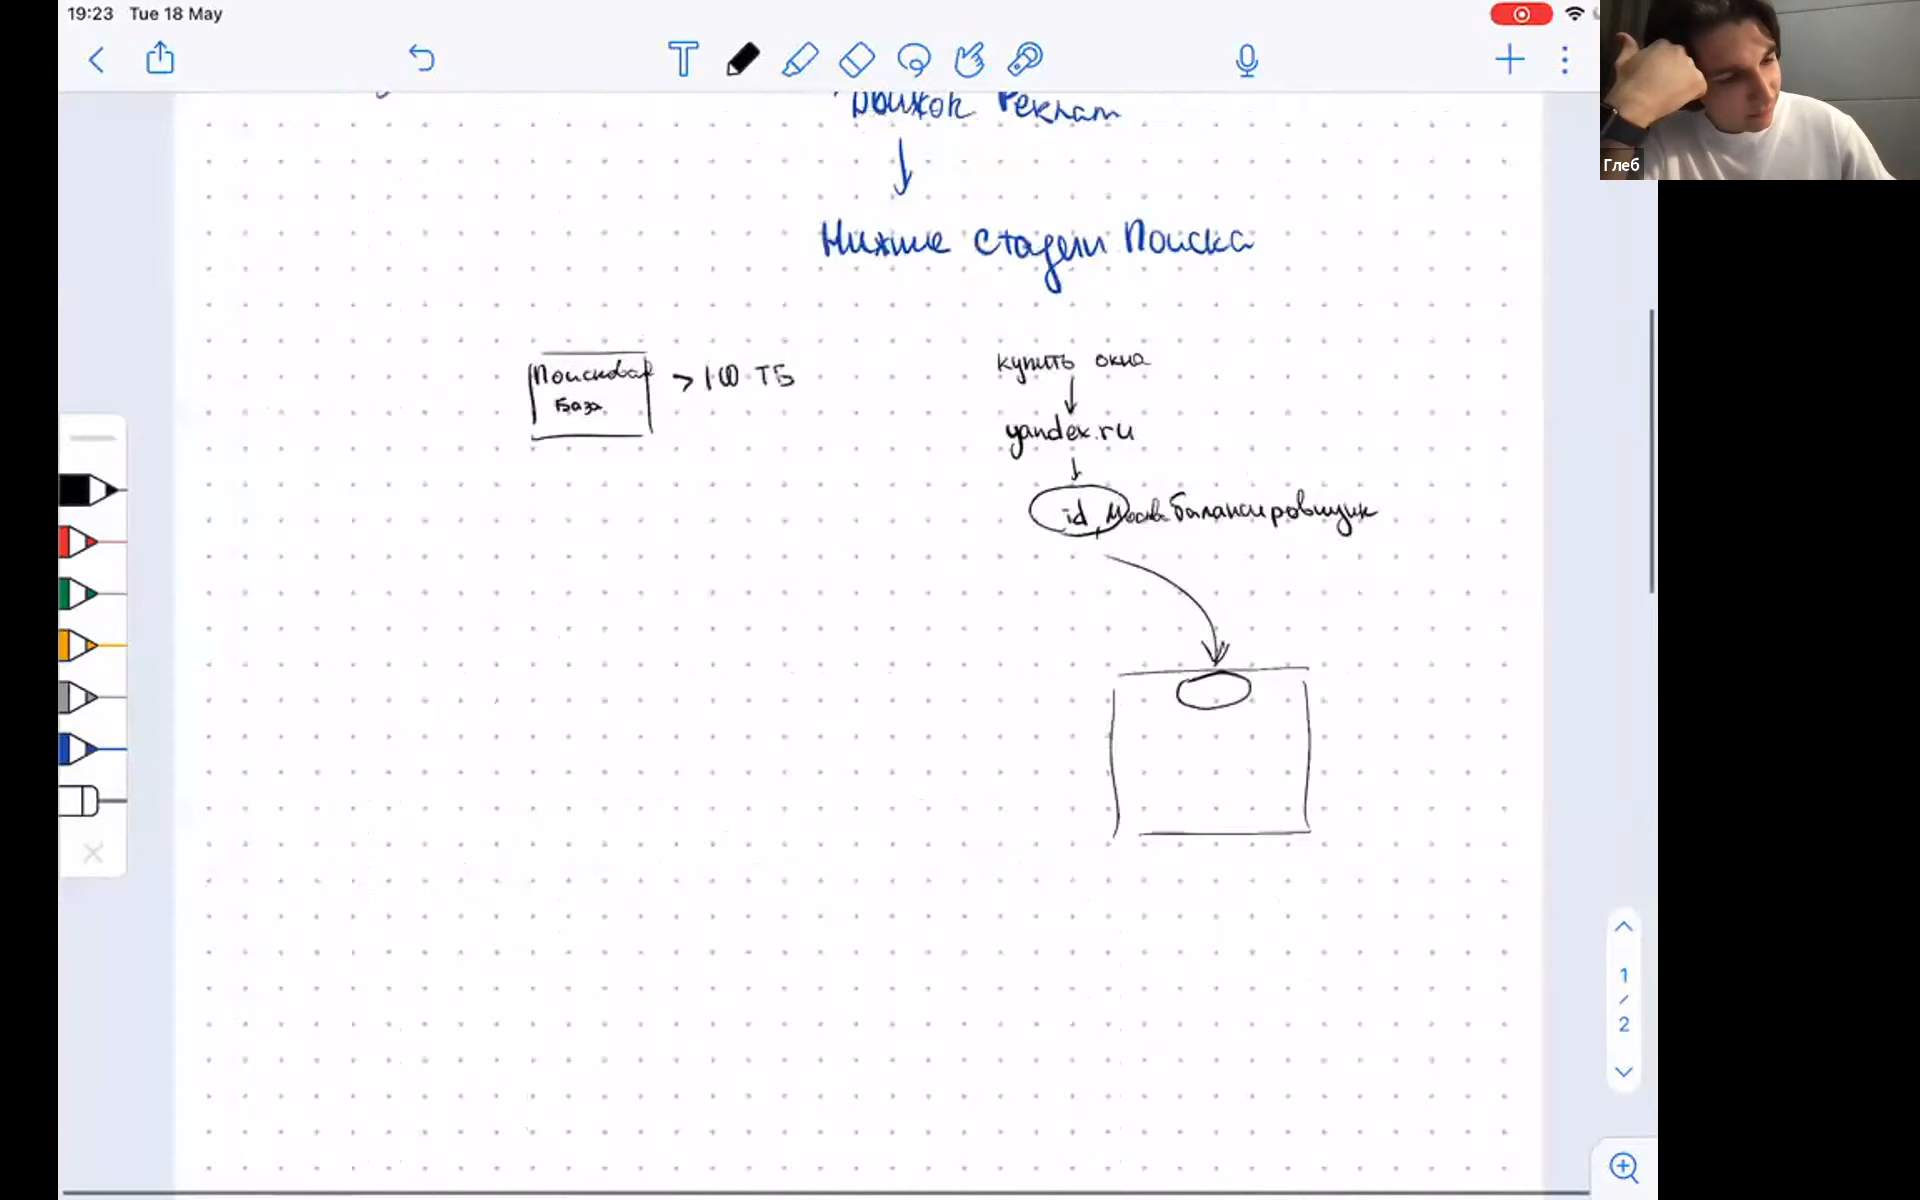 19:23 Tue 18 May
Глеб
Движок Реклам
Нижние стадии Поиска
Поисковая
База
> 100 ТБ
купить окна
yandex.ru
id, Москва балансировщик
1
/
2